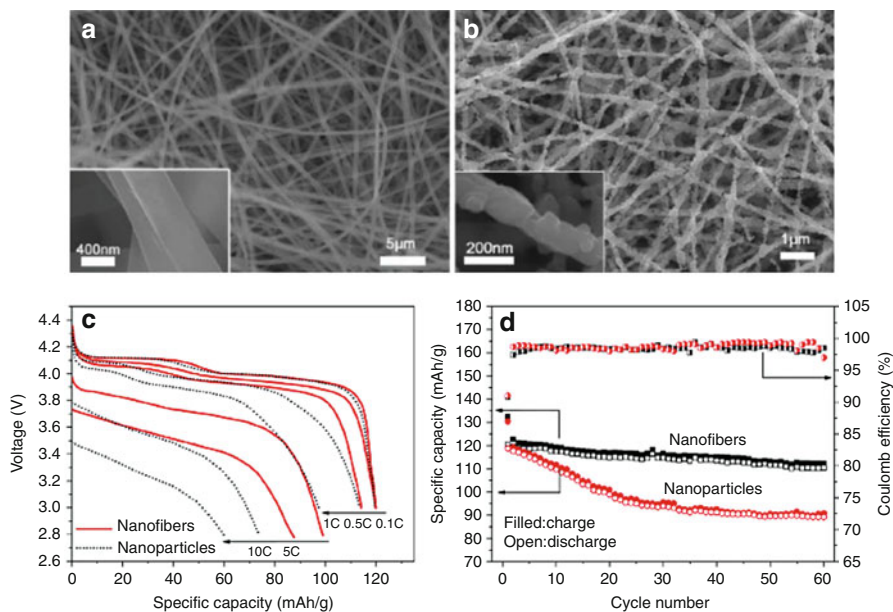 a
400nm
5µm
b
200nm
1µm
c
4.4
4.2
4.0
3.8
3.6
3.4
3.2
3.0
2.8
2.6
Voltage (V)
Nanofibers
Nanoparticles
1C 0.5C 0.1C
10C 5C
0 20 40 60 80 100 120
Specific capacity (mAh/g)
d
180
170
160
150
140
130
120
110
100
90
80
70
Specific capacity (mAh/g)
Nanofibers
Nanoparticles
Filled:charge
Open:discharge
105
100
95
90
85
80
75
70
65
Coulomb efficiency (%)
0 10 20 30 40 50 60
Cycle number